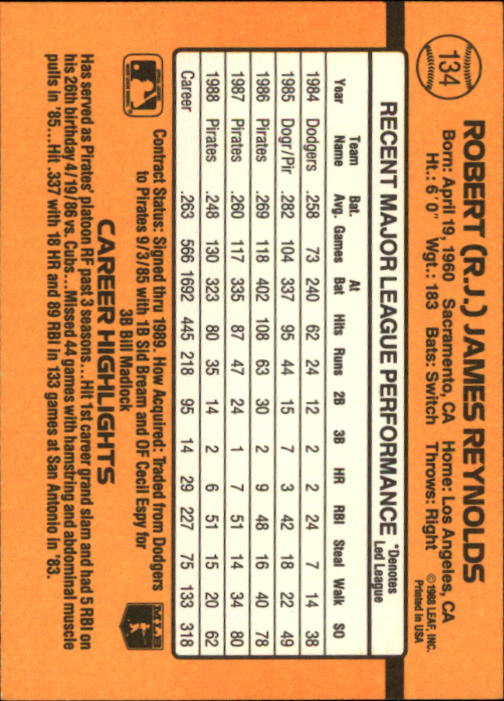 134
ROBERT (R.J.) JAMES REYNOLDS
Born: April 19, 1960 Sacramento, CA Home: Los Angeles, CA
Ht.: 6' 0" Wgt.: 183 Bats: Switch Throws: Right
©1988 LEAF, INC.
Printed in USA
RECENT MAJOR LEAGUE PERFORMANCE
*Denotes
Led League
Year Team Name Bat. Avg. Games At Bat Hits Runs 2B 3B HR RBI Steal Walk SO
1984 Dodgers .258 73 240 62 24 12 2 2 24 7 14 38
1985 Dogr/Pir .282 104 337 95 44 15 7 3 42 18 22 49
1986 Pirates .269 118 402 108 63 30 2 9 48 16 40 78
1987 Pirates .260 117 335 87 47 24 1 7 51 14 34 80
1988 Pirates .248 130 323 80 35 14 2 6 51 15 20 62
Career .263 566 1692 445 218 95 14 29 227 75 133 318
Contract Status: Signed thru 1989. How Acquired: Traded from Dodgers
to Pirates 9/3/85 with 1B Sid Bream and OF Cecil Espy for
3B Bill Madlock
CAREER HIGHLIGHTS
Has served as Pirates' platoon RF past 3 seasons...Hit 1st career grand slam and had 5 RBI on
his 26th birthday 4/19/86 vs. Cubs...Missed 44 games with hamstring and abdominal muscle
pulls in '85...Hit .337 with 18 HR and 89 RBI in 133 games at San Antonio in '83.